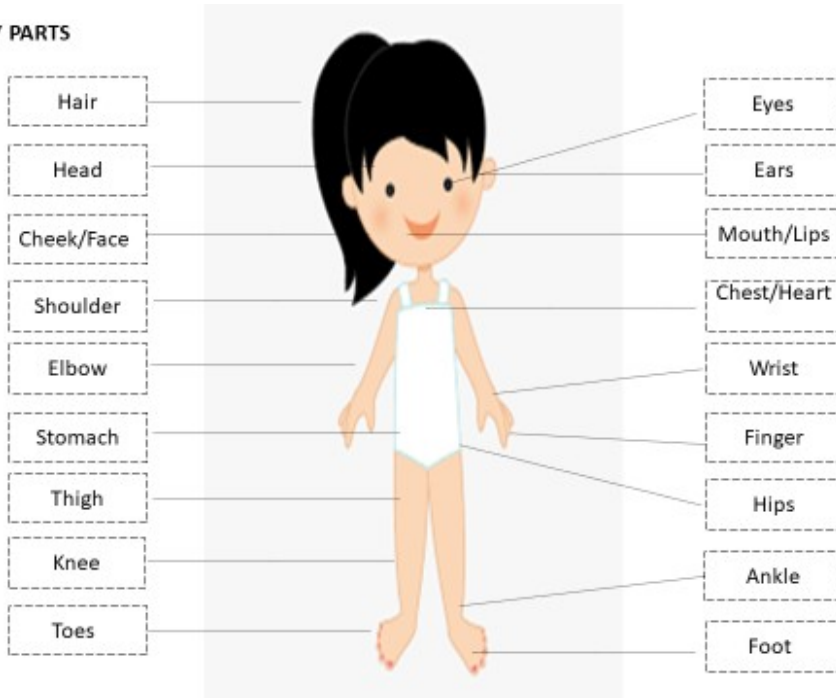 PARTS
Hair
Head
Cheek/Face
Shoulder
Elbow
Stomach
Thigh
Knee
Toes
Eyes
Ears
Mouth/Lips
Chest/Heart
Wrist
Finger
Hips
Ankle
Foot